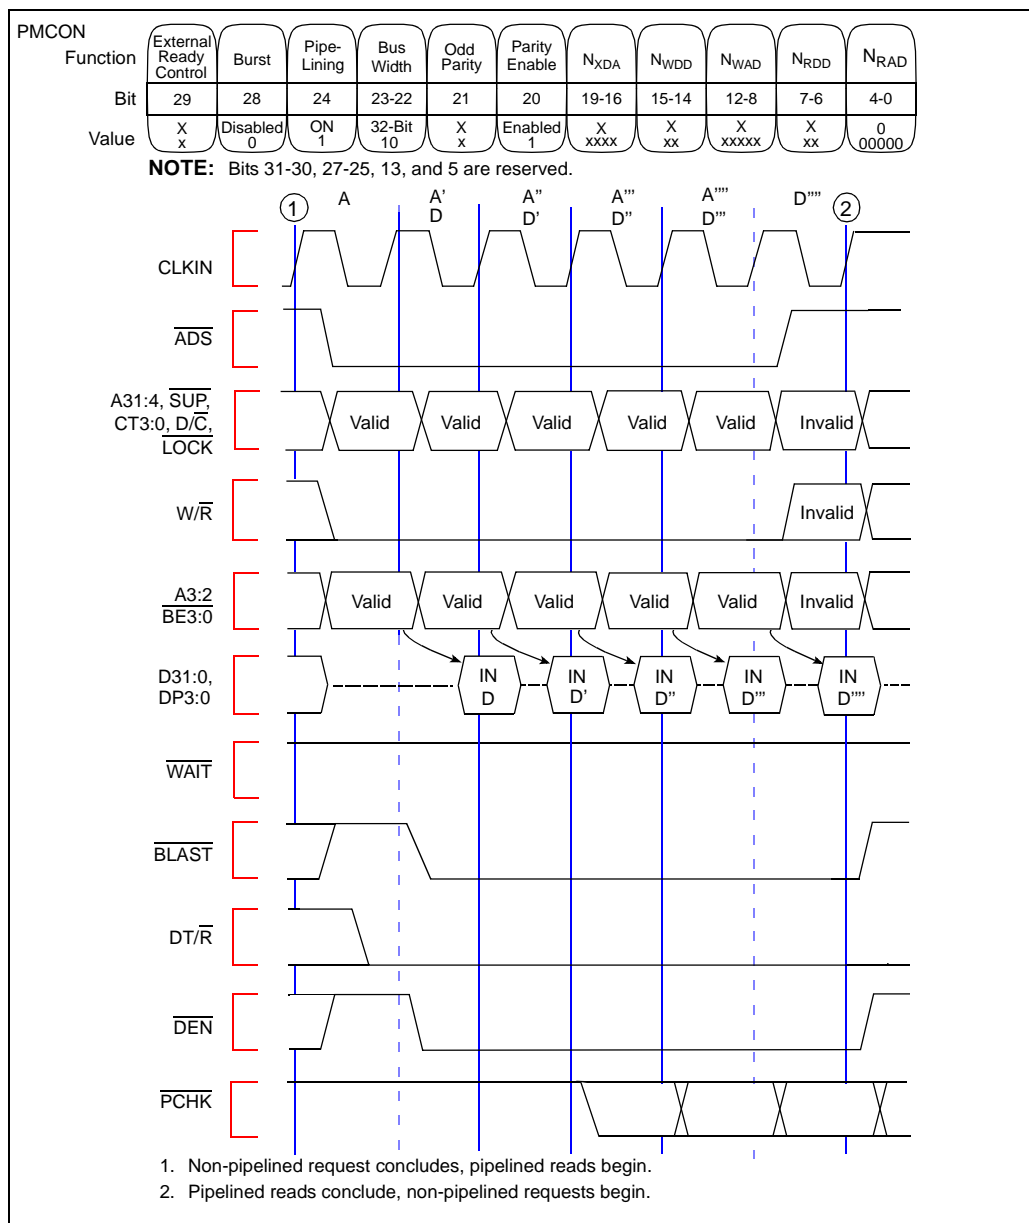 PMCON
Function External Ready Control Burst Pipe-Lining Bus Width Odd Parity Parity Enable NXDA NWDD NWAD NRDD NRAD
Bit 29 28 24 23-22 21 20 19-16 15-14 12-8 7-6 4-0
Value X x Disabled 0 ON 1 32-Bit 10 X x Enabled 1 X xxxx X xx X xxxxx X xx 0 00000
NOTE: Bits 31-30, 27-25, 13, and 5 are reserved.
1 A A' A'' A''' A'''' D'''' 2
D D' D'' D'''
CLKIN
ADS
A31:4, SUP,
CT3:0, D/C,
LOCK
Valid Valid Valid Valid Valid Invalid
W/R Invalid
A3:2
BE3:0
Valid Valid Valid Valid Valid Invalid
D31:0,
DP3:0
IN IN IN IN IN
D D' D'' D''' D''''
WAIT
BLAST
DT/R
DEN
PCHK
1. Non-pipelined request concludes, pipelined reads begin.
2. Pipelined reads conclude, non-pipelined requests begin.